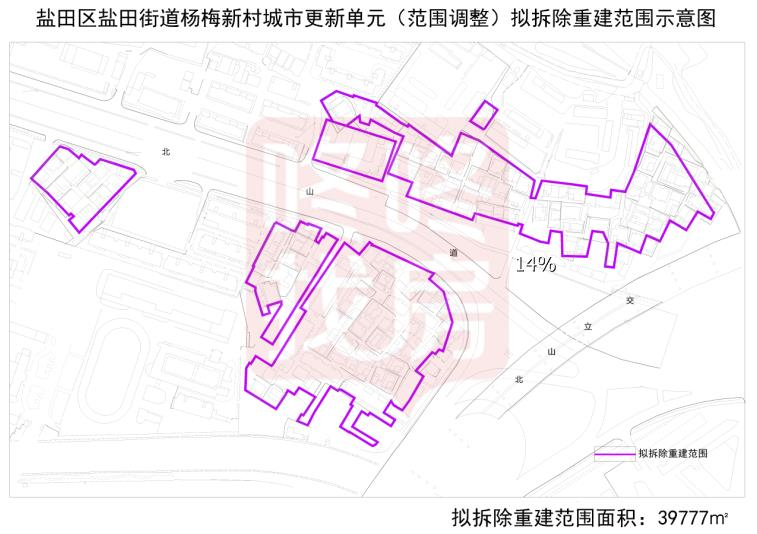 盐田区盐田街道杨梅新村城市更新单元（范围调整）拟拆除重建范围示意图
北
山
道
14%
交
立
山
北
拟拆除重建范围
拟拆除重建范围面积：39777㎡